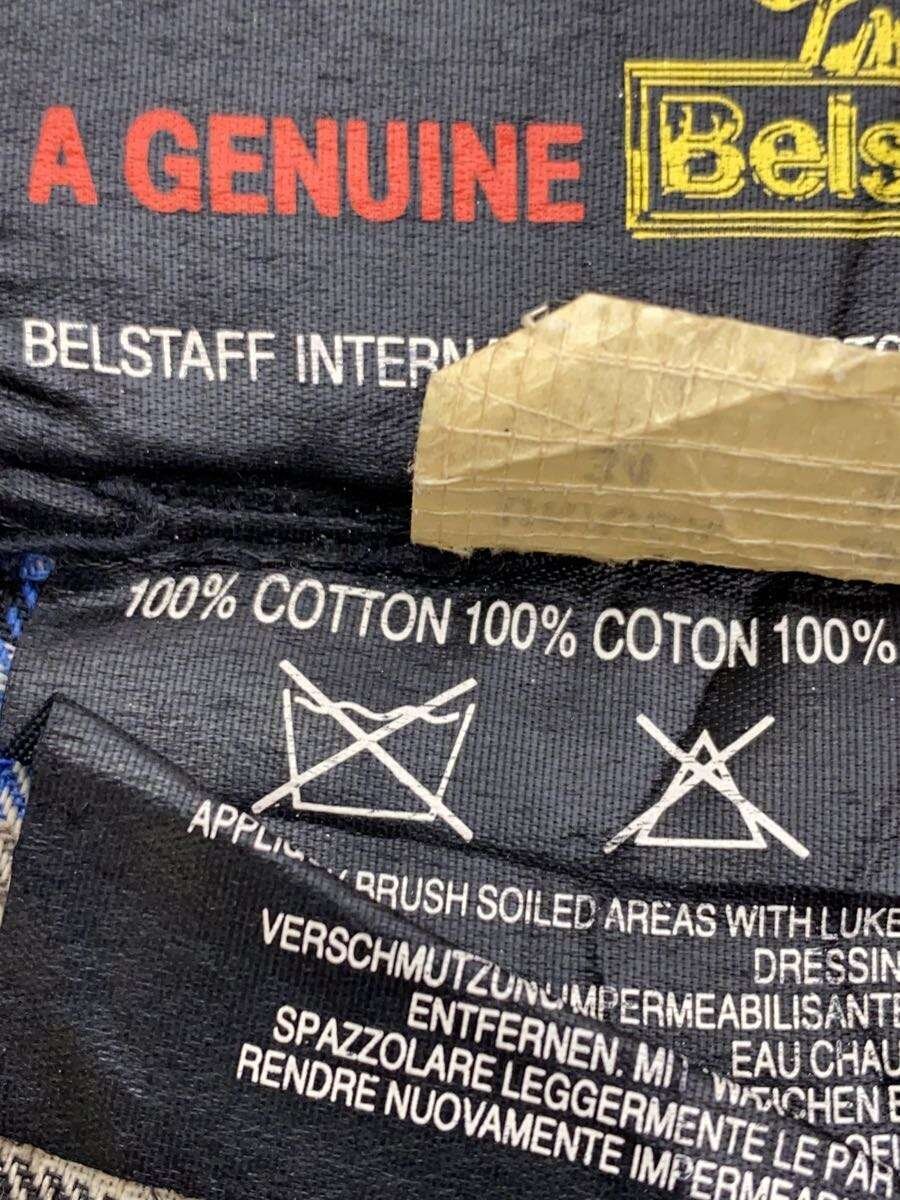 A GENUINE Bels
BELSTAFF INTERN
100% COTTON 100% COTON 100%
BRUSH SOILED AREAS WITH LUKE
DRESSIN
VERSCHMUTZUN IMPERMEABILISANTE
ENTFERNEN. MIT EAU CHAU
WEICHEN
SPAZZOLARE LEGGERMENTE LE PAR
RENDRE NUOVAMENTE IMPERMEA